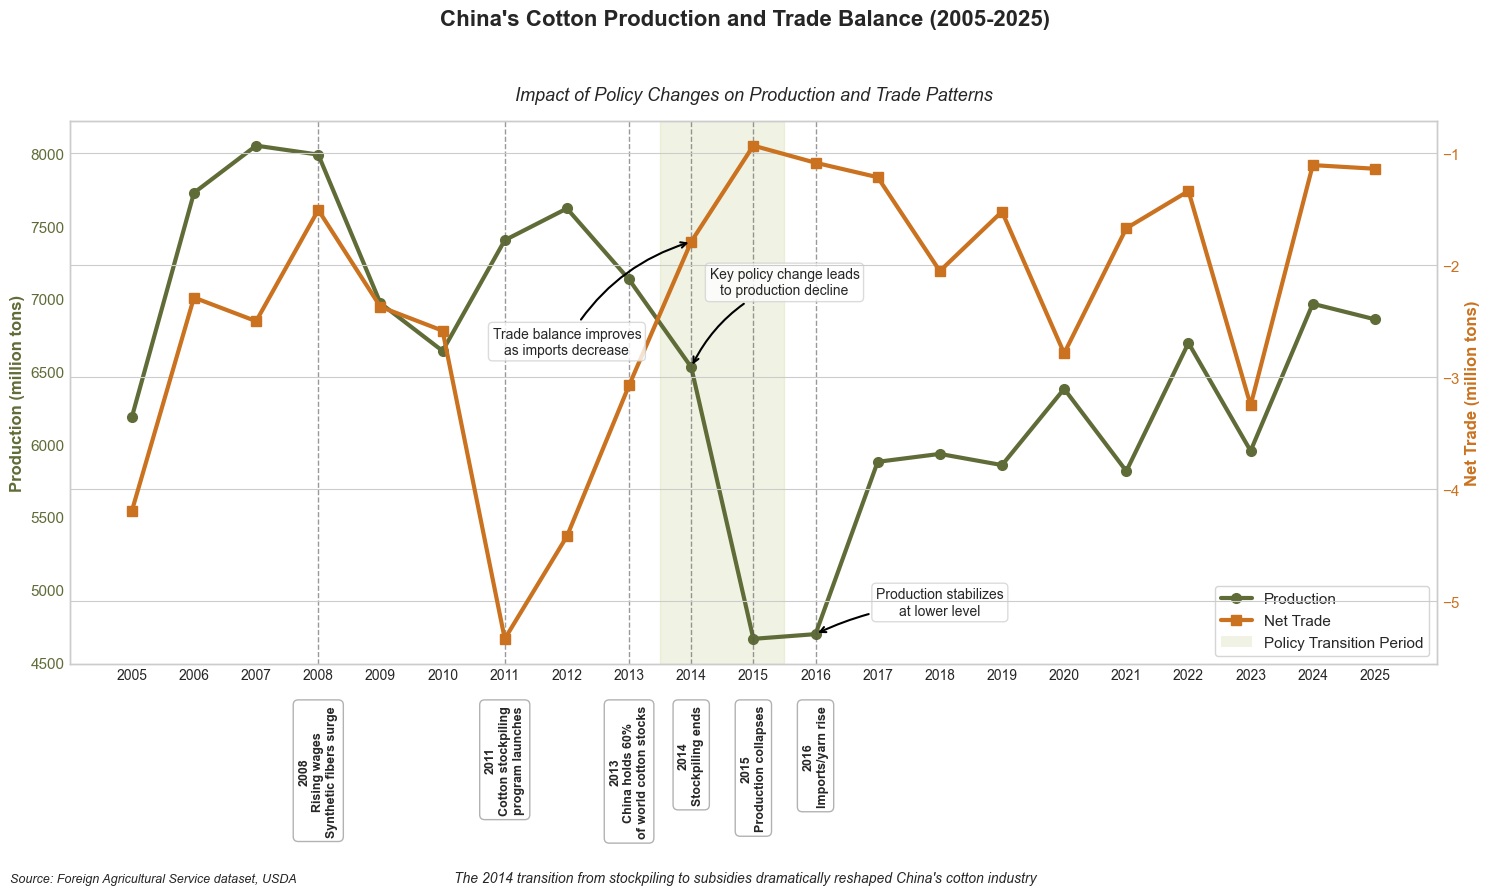 China's Cotton Production and Trade Balance (2005-2025)
Impact of Policy Changes on Production and Trade Patterns
Production (million tons)
8000
7500
7000
6500
6000
5500
5000
4500
−1
−2
−3
−4
−5
Net Trade (million tons)
Key policy change leads
to production decline
Trade balance improves
as imports decrease
Production stabilizes
at lower level
Production
Net Trade
Policy Transition Period
2005 2006 2007 2008 2009 2010 2011 2012 2013 2014 2015 2016 2017 2018 2019 2020 2021 2022 2023 2024 2025
2008
Rising wages
Synthetic fibers surge
2011
Cotton stockpiling
program launches
2013
China holds 60%
of world cotton stocks
2014
Stockpiling ends
2015
Production collapses
2016
Imports/yarn rise
Source: Foreign Agricultural Service dataset, USDA
The 2014 transition from stockpiling to subsidies dramatically reshaped China's cotton industry